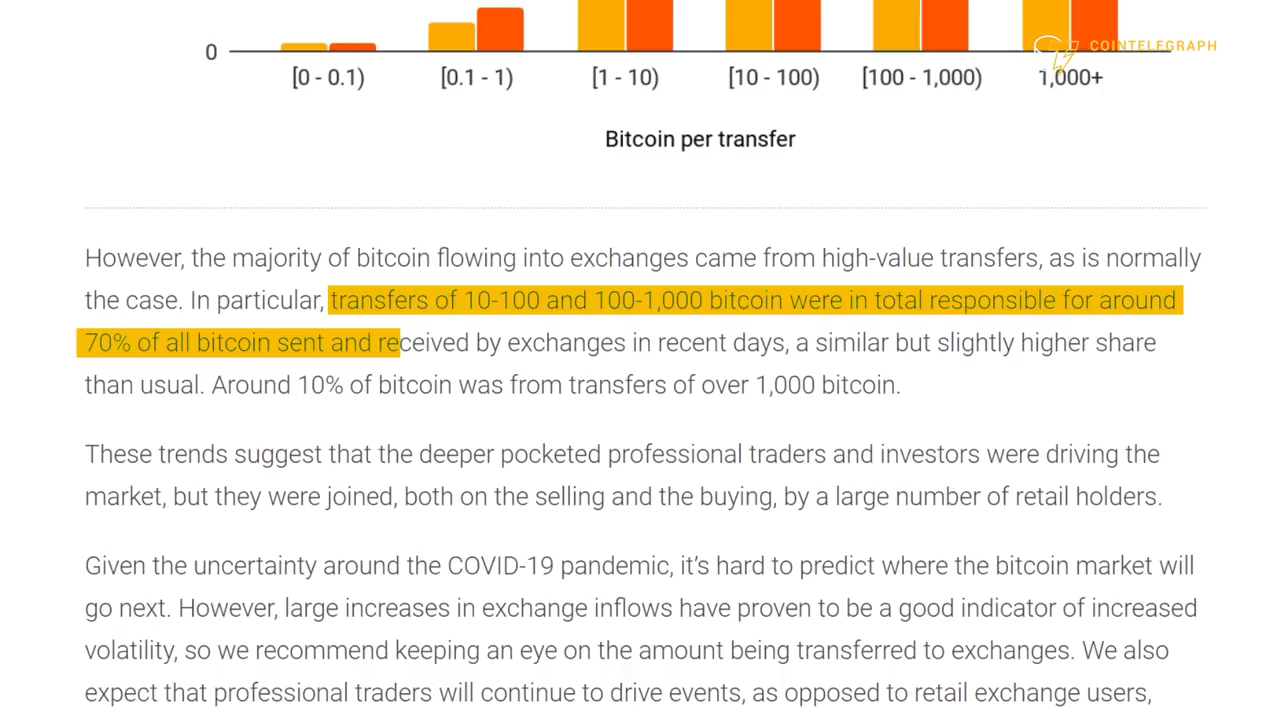 0
COINTELEGRAPH
[0 - 0.1) [0.1 - 1) [1 - 10) [10 - 100) [100 - 1,000) 1,000+
Bitcoin per transfer
However, the majority of bitcoin flowing into exchanges came from high-value transfers, as is normally
the case. In particular, transfers of 10-100 and 100-1,000 bitcoin were in total responsible for around
70% of all bitcoin sent and received by exchanges in recent days, a similar but slightly higher share
than usual. Around 10% of bitcoin was from transfers of over 1,000 bitcoin.
These trends suggest that the deeper pocketed professional traders and investors were driving the
market, but they were joined, both on the selling and the buying, by a large number of retail holders.
Given the uncertainty around the COVID-19 pandemic, it’s hard to predict where the bitcoin market will
go next. However, large increases in exchange inflows have proven to be a good indicator of increased
volatility, so we recommend keeping an eye on the amount being transferred to exchanges. We also
expect that professional traders will continue to drive events, as opposed to retail exchange users,